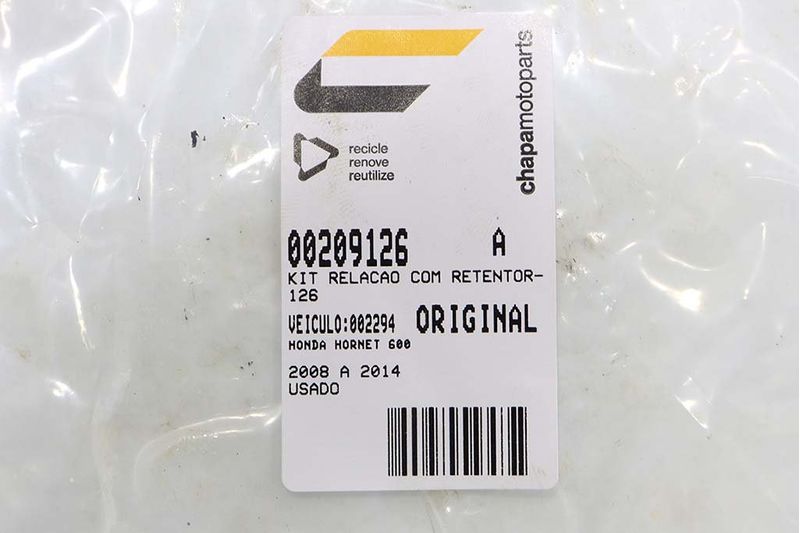 chapamotoparts
recicle
renove
reutilize
00209126 A
KIT RELACAO COM RETENTOR-
126
VEICULO:002294 ORIGINAL
HONDA HORNET 600
2008 A 2014
USADO